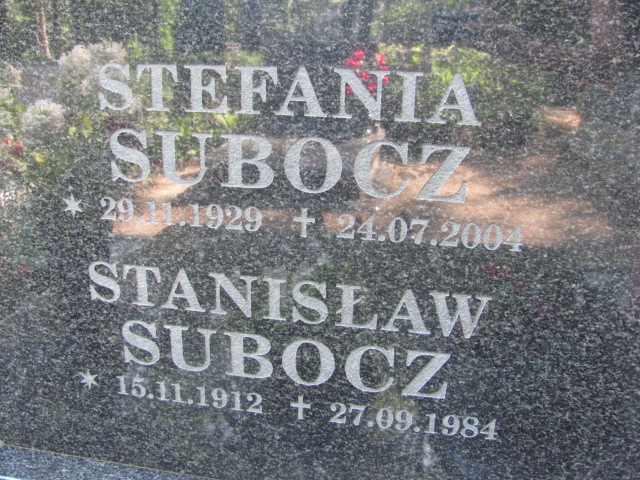 STEFANIA
SUBOCZ
* 29.11.1929 † 24.07.2004
STANISŁAW
SUBOCZ
* 15.11.1912 † 27.09.1984